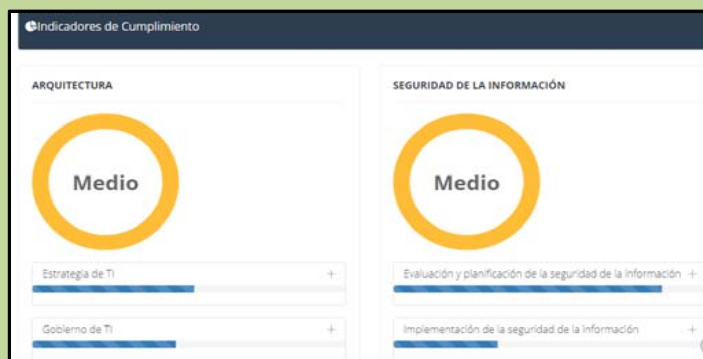 Indicadores de Cumplimiento
ARQUITECTURA
Medio
Estrategia de TI
Gobierno de TI
SEGURIDAD DE LA INFORMACIÓN
Medio
Evaluación y planificación de la seguridad de la información
Implementación de la seguridad de la información